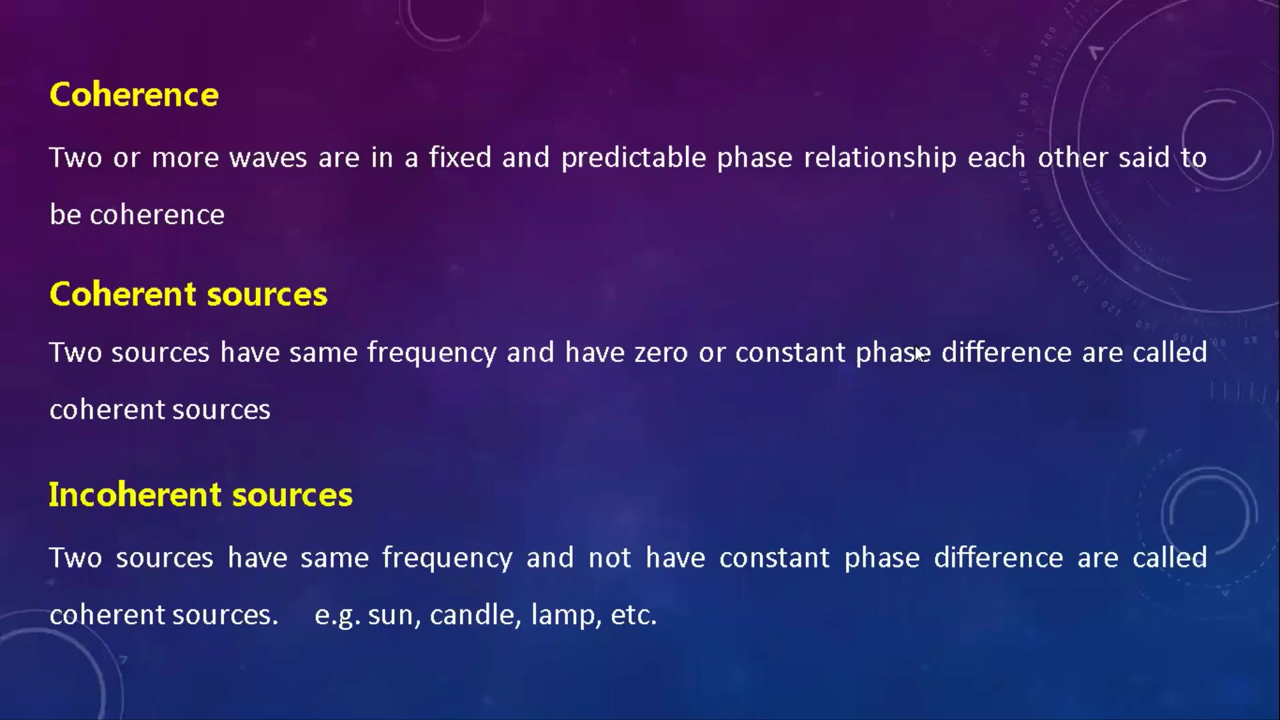 Coherence
Two or more waves are in a fixed and predictable phase relationship each other said to
be coherence
Coherent sources
Two sources have same frequency and have zero or constant phase difference are called
coherent sources
Incoherent sources
Two sources have same frequency and not have constant phase difference are called
coherent sources. e.g. sun, candle, lamp, etc.